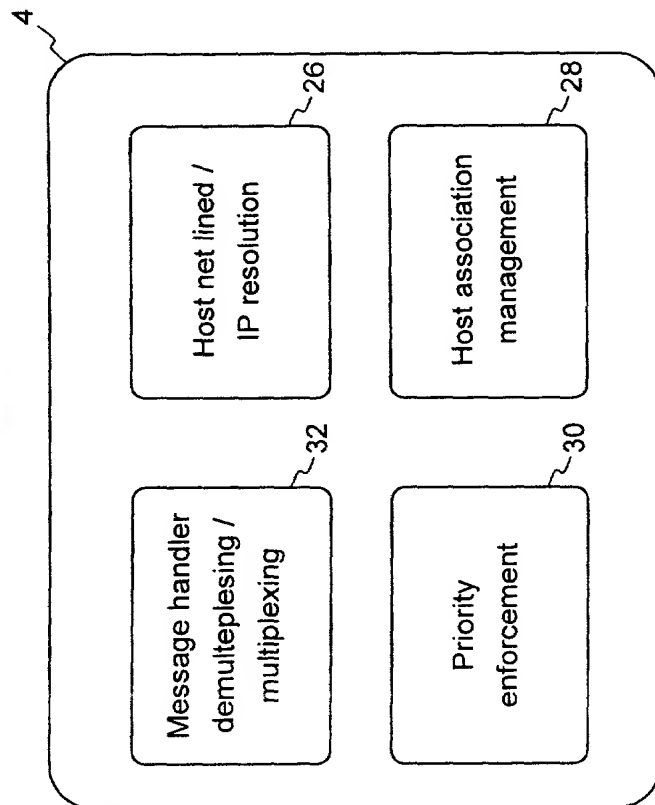 4
Message handler
demulteplesing /
multiplexing
32
Host net lined /
IP resolution
26
Priority
enforcement
30
Host association
management
28